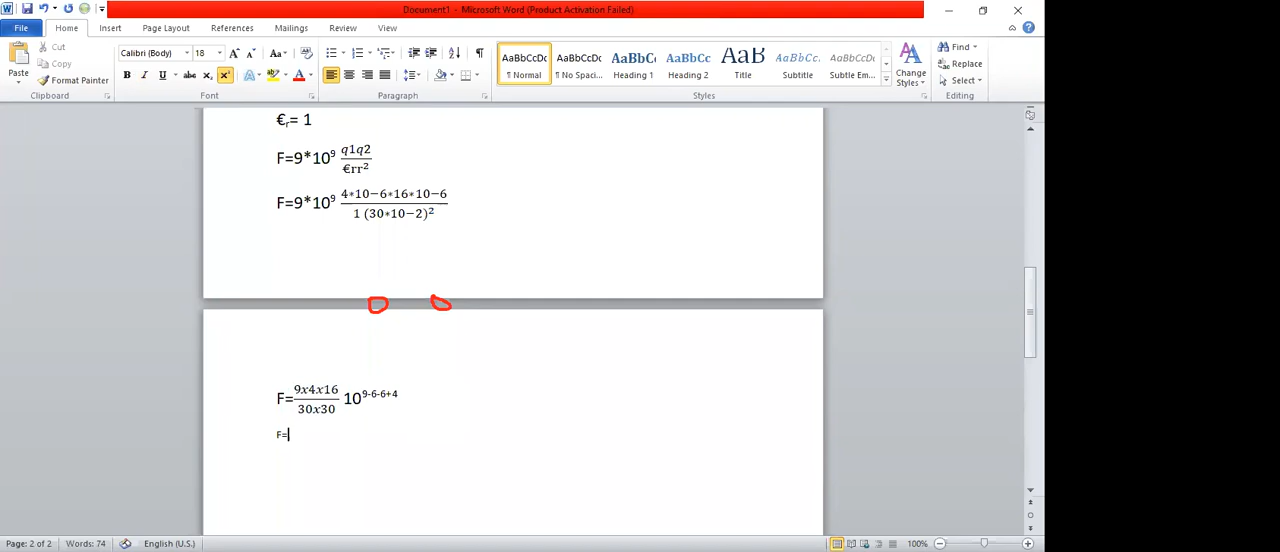 Document1 - Microsoft Word (Product Activation Failed)
File Home Insert Page Layout References Mailings Review View
Paste
Cut
Copy
Format Painter
Clipboard
Calibri (Body) 18
B I U abc x₂ x²
Font
Paragraph
AaBbCcDc AaBbCcDc AaBbCc AaBbCc AaB AaBbCc. AaBbCcDc
¶ Normal ¶ No Spaci... Heading 1 Heading 2 Title Subtitle Subtle Em...
Change Styles
Styles
Find
Replace
Select
Editing
€r= 1
F=9*10⁹ q1q2/€rr²
F=9*10⁹ 4*10−6*16*10−6/1 (30*10−2)²
F=9x4x16/30x30 10⁹⁻⁶⁻⁶⁺⁴
F=
Page: 2 of 2 Words: 74 English (U.S.) 100%